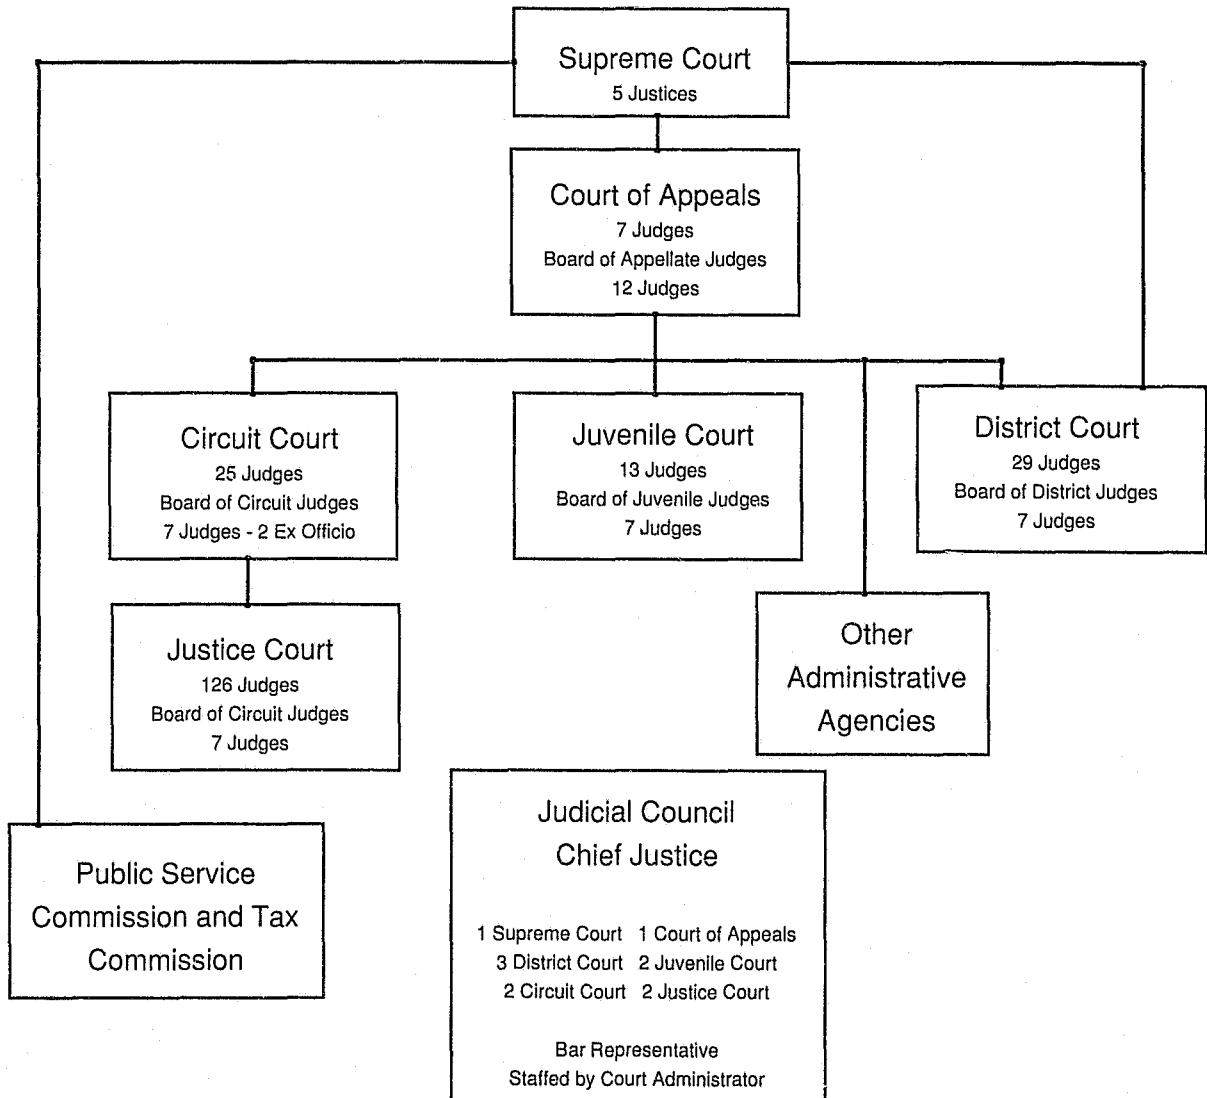 Supreme Court
5 Justices
Court of Appeals
7 Judges
Board of Appellate Judges
12 Judges
Circuit Court
25 Judges
Board of Circuit Judges
7 Judges - 2 Ex Officio
Juvenile Court
13 Judges
Board of Juvenile Judges
7 Judges
District Court
29 Judges
Board of District Judges
7 Judges
Justice Court
126 Judges
Board of Circuit Judges
7 Judges
Other
Administrative
Agencies
Public Service
Commission and Tax
Commission
Judicial Council
Chief Justice
1 Supreme Court 1 Court of Appeals
3 District Court 2 Juvenile Court
2 Circuit Court 2 Justice Court
Bar Representative
Staffed by Court Administrator